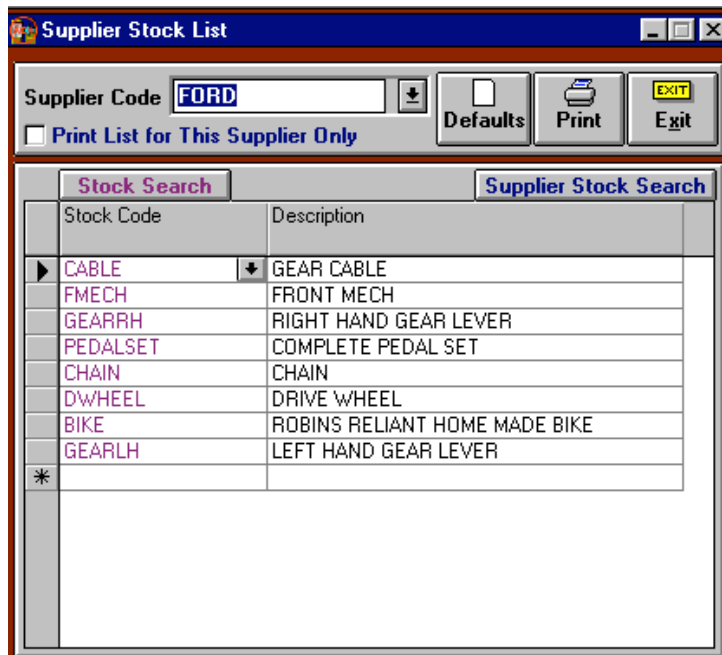 Supplier Stock List
Supplier Code FORD
Defaults Print EXIT Exit
Print List for This Supplier Only
Stock Search Supplier Stock Search
Stock Code Description
CABLE GEAR CABLE
FMECH FRONT MECH
GEARRH RIGHT HAND GEAR LEVER
PEDALSET COMPLETE PEDAL SET
CHAIN CHAIN
DWHEEL DRIVE WHEEL
BIKE ROBINS RELIANT HOME MADE BIKE
GEARLH LEFT HAND GEAR LEVER